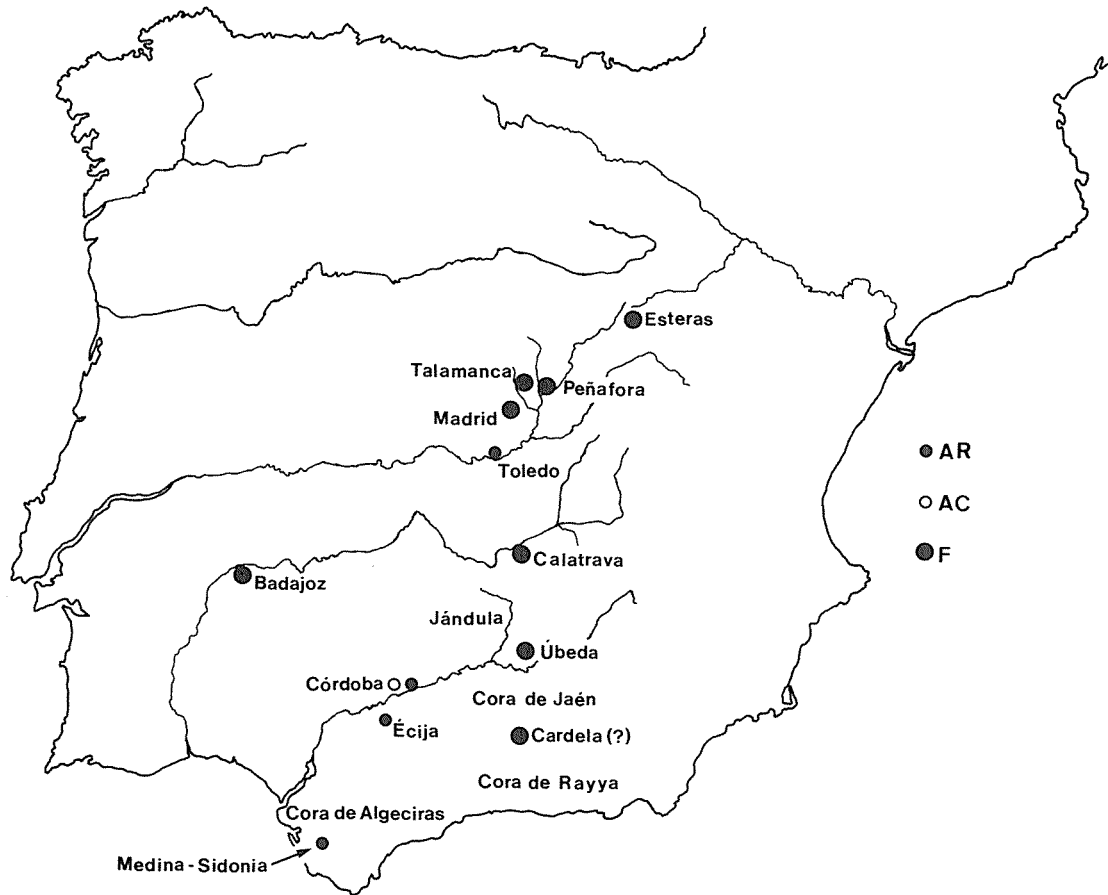 Esteras
Talamanca
Peñafora
Madrid
Toledo
AR
AC
F
Calatrava
Badajoz
Jándula
Úbeda
Córdoba
Cora de Jaén
Écija
Cardela (?)
Cora de Rayya
Cora de Algeciras
Medina - Sidonia